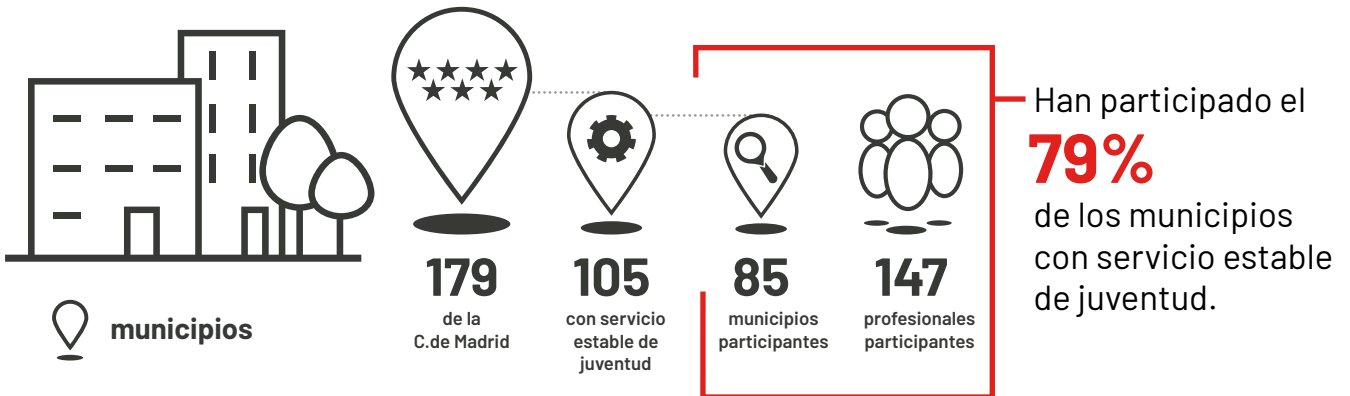 municipios
179
de la
C.de Madrid
105
con servicio
estable de
juventud
85
municipios
participantes
147
profesionales
participantes
Han participado el
79%
de los municipios
con servicio estable
de juventud.